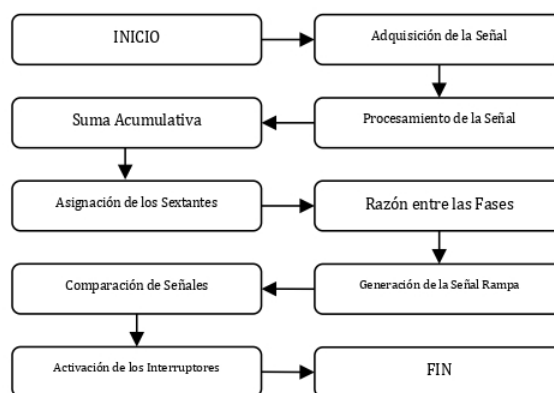 INICIO
Adquisición de la Señal
Procesamiento de la Señal
Suma Acumulativa
Asignación de los Sextantes
Razón entre las Fases
Generación de la Señal Rampa
Comparación de Señales
Activación de los Interruptores
FIN